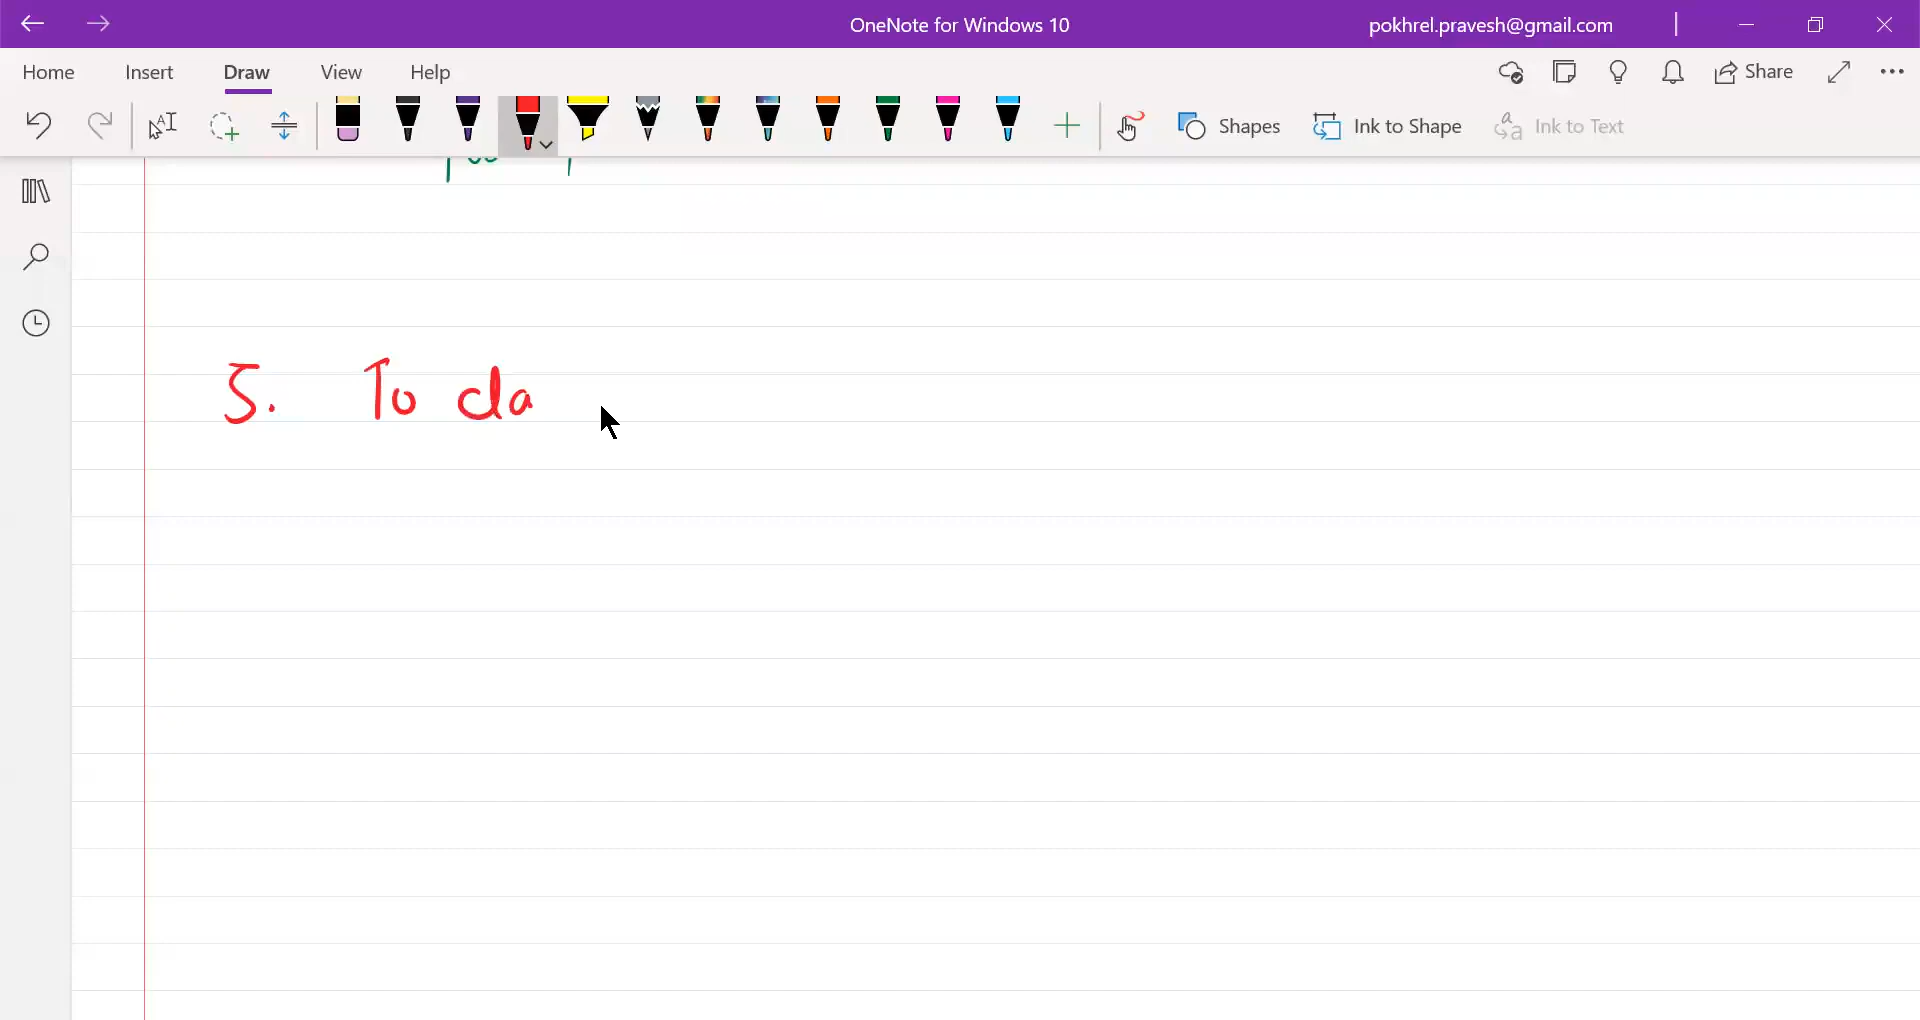 OneNote for Windows 10 pokhrel.pravesh@gmail.com
Home Insert Draw View Help Share
Shapes Ink to Shape Ink to Text
5. To cla